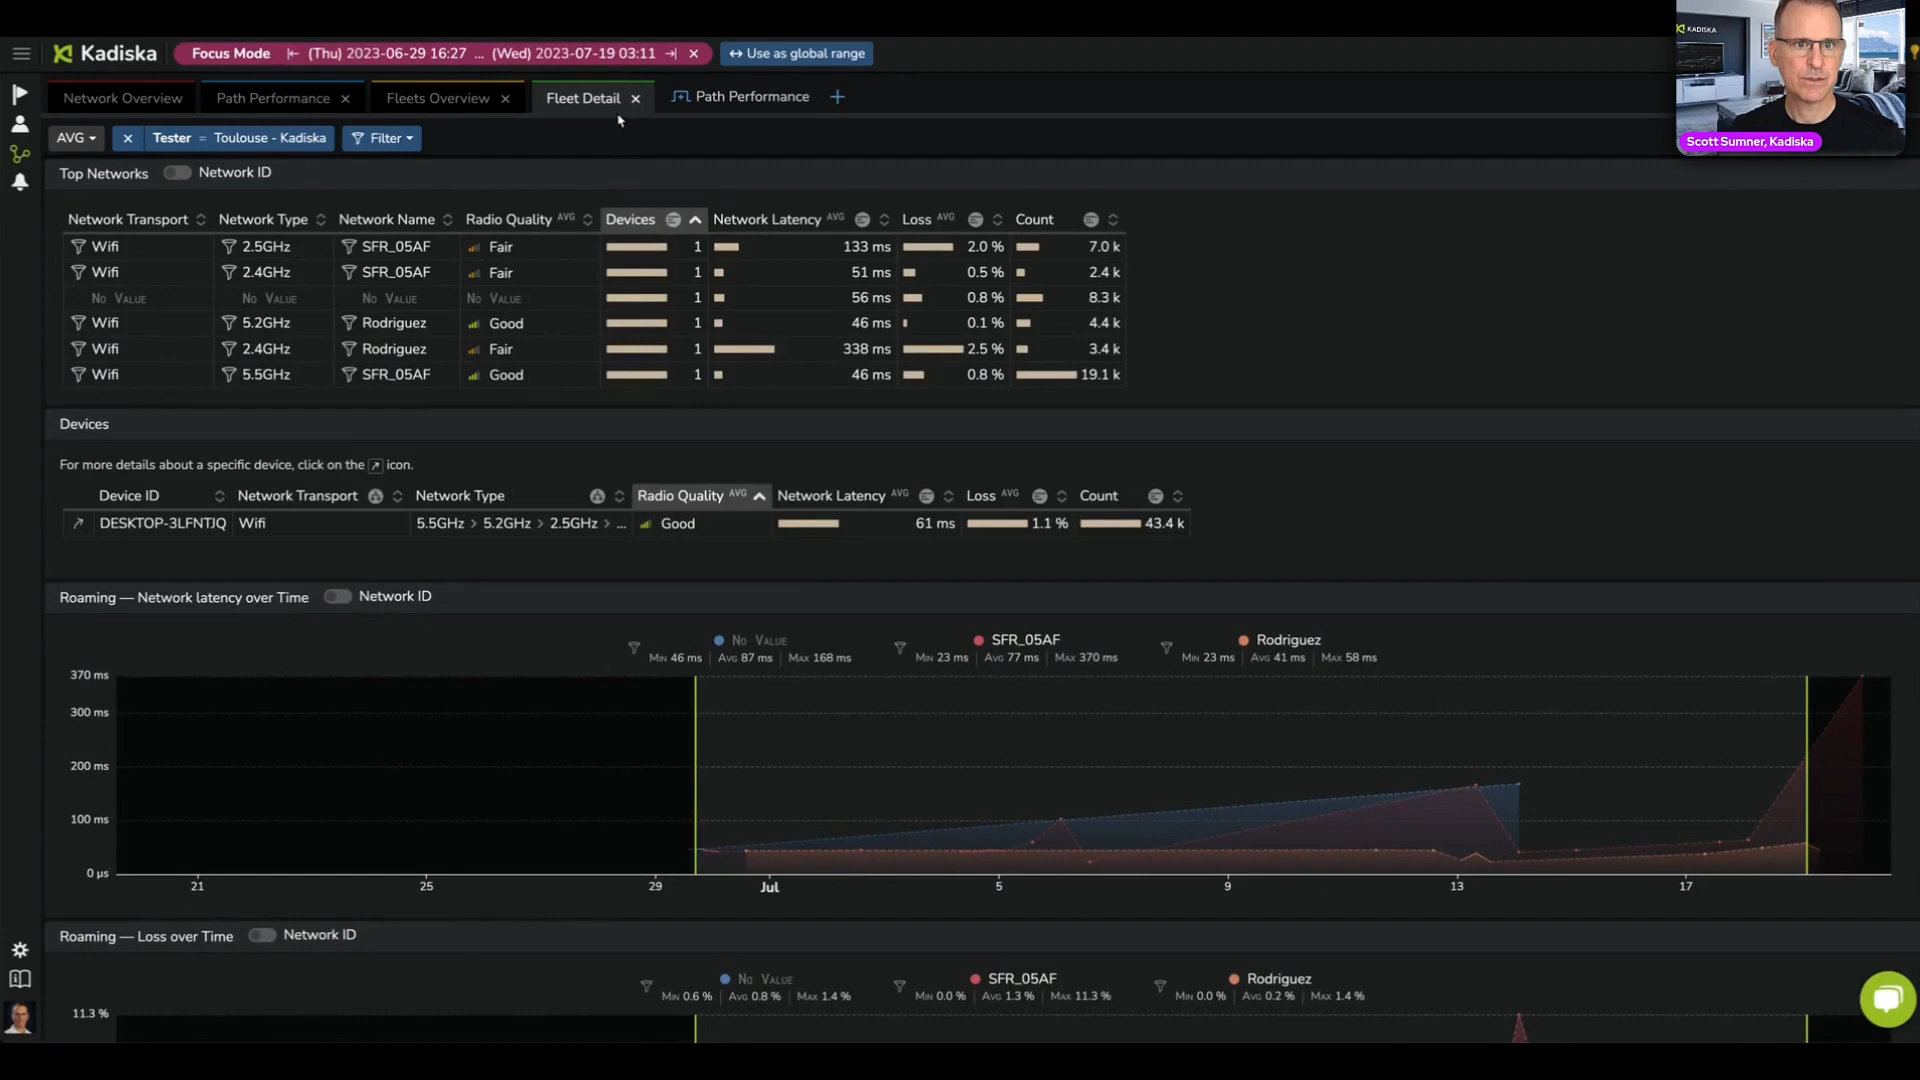 Kadiska
Focus Mode (Thu) 2023-06-29 16:27 ... (Wed) 2023-07-19 03:11
Use as global range
KADISKA
Scott Sumner, Kadiska
Network Overview
Path Performance
Fleets Overview
Fleet Detail
Path Performance
AVG
Tester = Toulouse - Kadiska
Filter
Top Networks Network ID
Network Transport Network Type Network Name Radio Quality AVG Devices Network Latency AVG Loss AVG Count
Wifi 2.5GHz SFR_05AF Fair 1 133 ms 2.0 % 7.0 k
Wifi 2.4GHz SFR_05AF Fair 1 51 ms 0.5 % 2.4 k
No Value No Value No Value No Value 1 56 ms 0.8 % 8.3 k
Wifi 5.2GHz Rodriguez Good 1 46 ms 0.1 % 4.4 k
Wifi 2.4GHz Rodriguez Fair 1 338 ms 2.5 % 3.4 k
Wifi 5.5GHz SFR_05AF Good 1 46 ms 0.8 % 19.1 k
Devices
For more details about a specific device, click on the icon.
Device ID Network Transport Network Type Radio Quality AVG Network Latency AVG Loss AVG Count
DESKTOP-3LFNTJQ Wifi 5.5GHz > 5.2GHz > 2.5GHz > ... Good 61 ms 1.1 % 43.4 k
Roaming — Network latency over Time Network ID
No Value SFR_05AF Rodriguez
Min 46 ms | Avg 87 ms | Max 168 ms Min 23 ms | Avg 77 ms | Max 370 ms Min 23 ms | Avg 41 ms | Max 58 ms
370 ms
300 ms
200 ms
100 ms
0 µs
21 25 29 Jul 5 9 13 17
Roaming — Loss over Time Network ID
No Value SFR_05AF Rodriguez
Min 0.6 % | Avg 0.8 % | Max 1.4 % Min 0.0 % | Avg 1.3 % | Max 11.3 % Min 0.0 % | Avg 0.2 % | Max 1.4 %
11.3 %